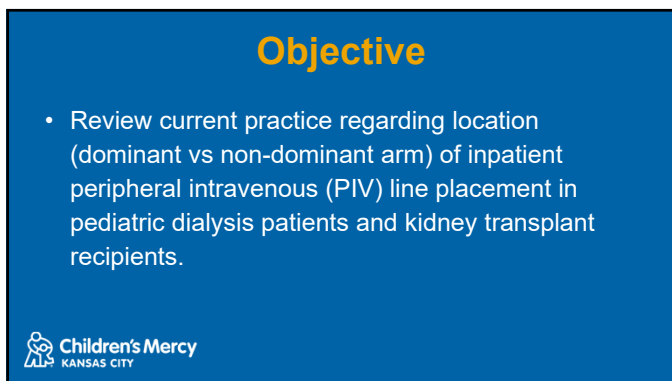 Objective
• Review current practice regarding location
(dominant vs non-dominant arm) of inpatient
peripheral intravenous (PIV) line placement in
pediatric dialysis patients and kidney transplant
recipients.
Children's Mercy
KANSAS CITY